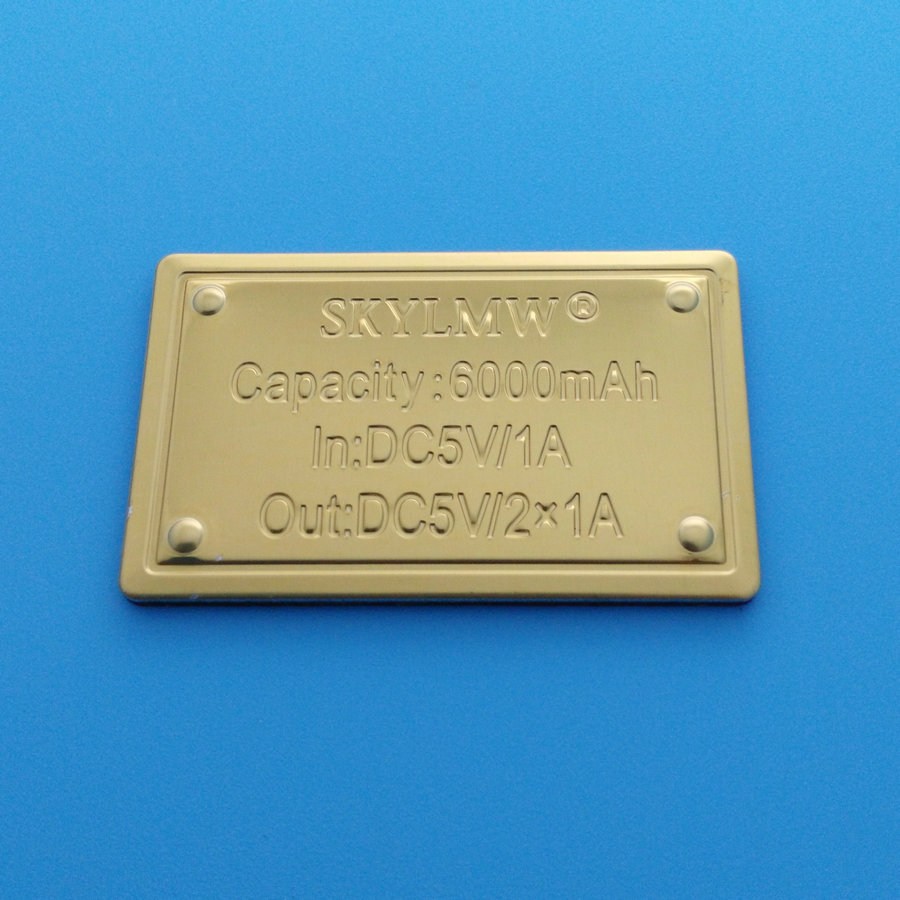 SKYLMW®
Capacity:6000mAh
In:DC5V/1A
Out:DC5V/2×1A